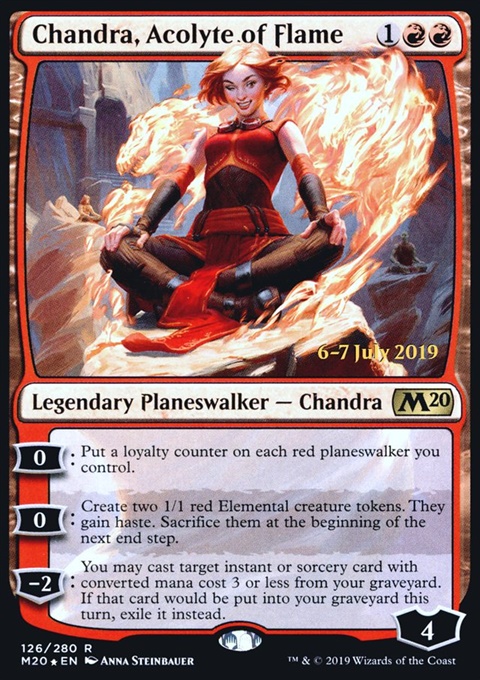 Chandra, Acolyte of Flame 1
6–7 July 2019
Legendary Planeswalker — Chandra M20
0: Put a loyalty counter on each red planeswalker you
control.
0: Create two 1/1 red Elemental creature tokens. They
gain haste. Sacrifice them at the beginning of the
next end step.
−2: You may cast target instant or sorcery card with
converted mana cost 3 or less from your graveyard.
If that card would be put into your graveyard this
turn, exile it instead.
4
126/280 R
M20★EN Anna Steinbauer
™ & © 2019 Wizards of the Coast